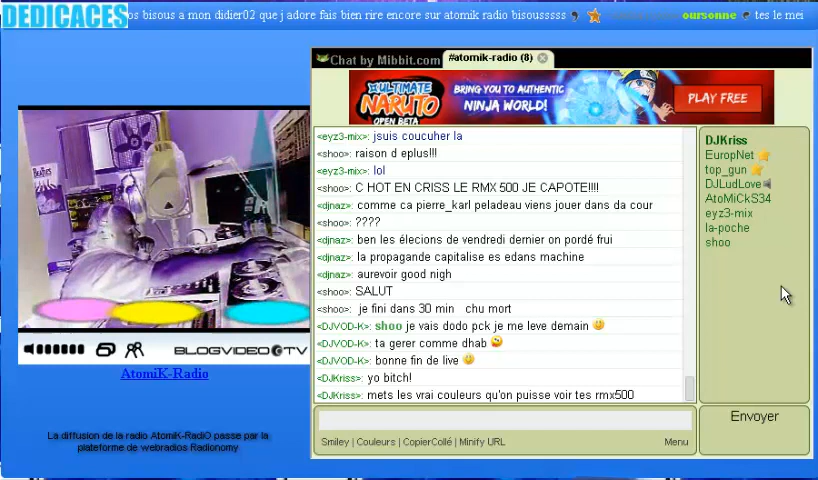 DEDICACES
os bisous a mon didier02 que j adore fais bien rire encore sur atomik radio bisousssss
oursonne
tes le mei
Chat by Mibbit.com
#atomik-radio (8)
ULTIMATE
NARUTO
OPEN BETA
BRING YOU TO AUTHENTIC
NINJA WORLD!
PLAY FREE
<eyz3-mix>: jsuis coucuher la
<shoo>: raison d eplus!!!
<eyz3-mix>: lol
<shoo>: C HOT EN CRISS LE RMX 500 JE CAPOTE!!!!
<djnaz>: comme ca pierre_karl peladeau viens jouer dans da cour
<shoo>: ????
<djnaz>: ben les élecions de vendredi dernier on pordé frui
<djnaz>: la propagande capitalise es edans machine
<djnaz>: aurevoir good nigh
<shoo>: SALUT
<shoo>: je fini dans 30 min chu mort
<DJVOD-K>: shoo je vais dodo pck je me leve demain
<DJVOD-K>: ta gerer comme dhab
<DJVOD-K>: bonne fin de live
<DJKriss>: yo bitch!
<DJKriss>: mets les vrai couleurs qu'on puisse voir tes rmx500
DJKriss
EuropNet
top_gun
DJLudLove
AtoMiCkS34
eyz3-mix
la-poche
shoo
Envoyer
Smiley | Couleurs | CopierCollé | Minify URL
Menu
BEATLES
BLOGVIDEO TV
AtomiK-Radio
La diffusion de la radio AtomiK-RadiO passe par la
plateforme de webradios Radionomy